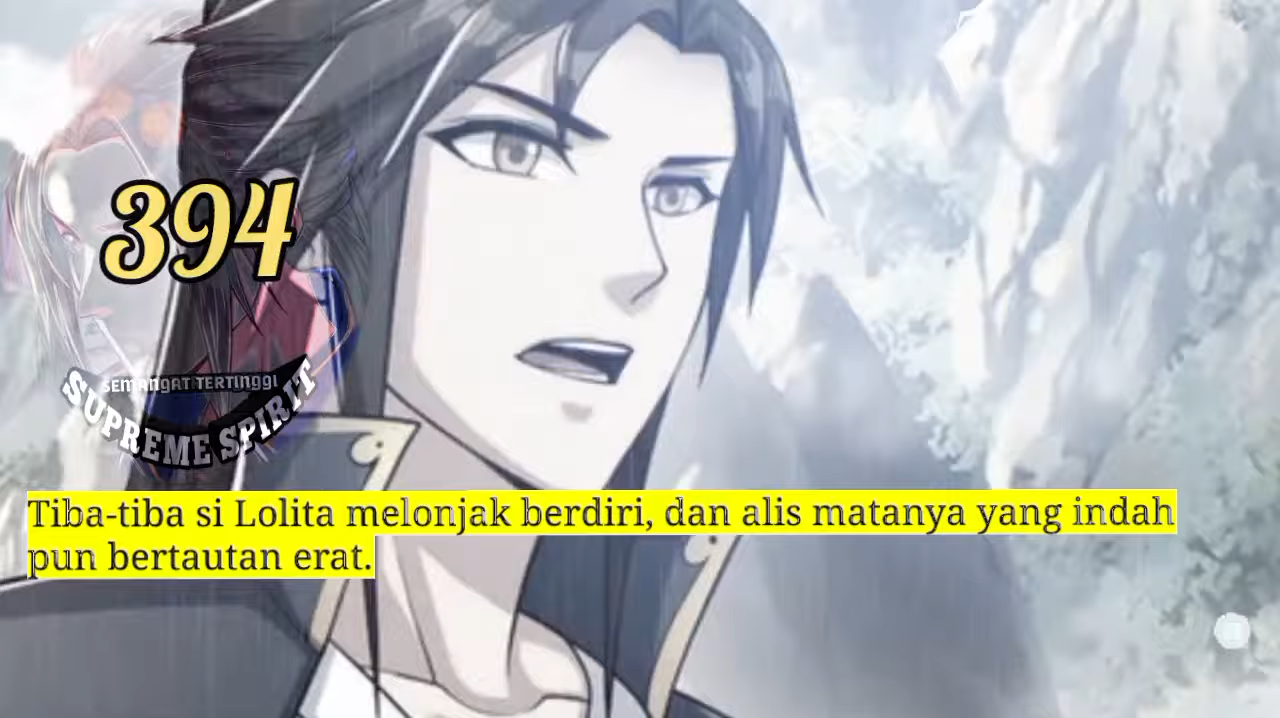 394
SEMANGAT TERTINGGI
SUPREME SPIRIT
Tiba-tiba si Lolita melonjak berdiri, dan alis matanya yang indah
pun bertautan erat.